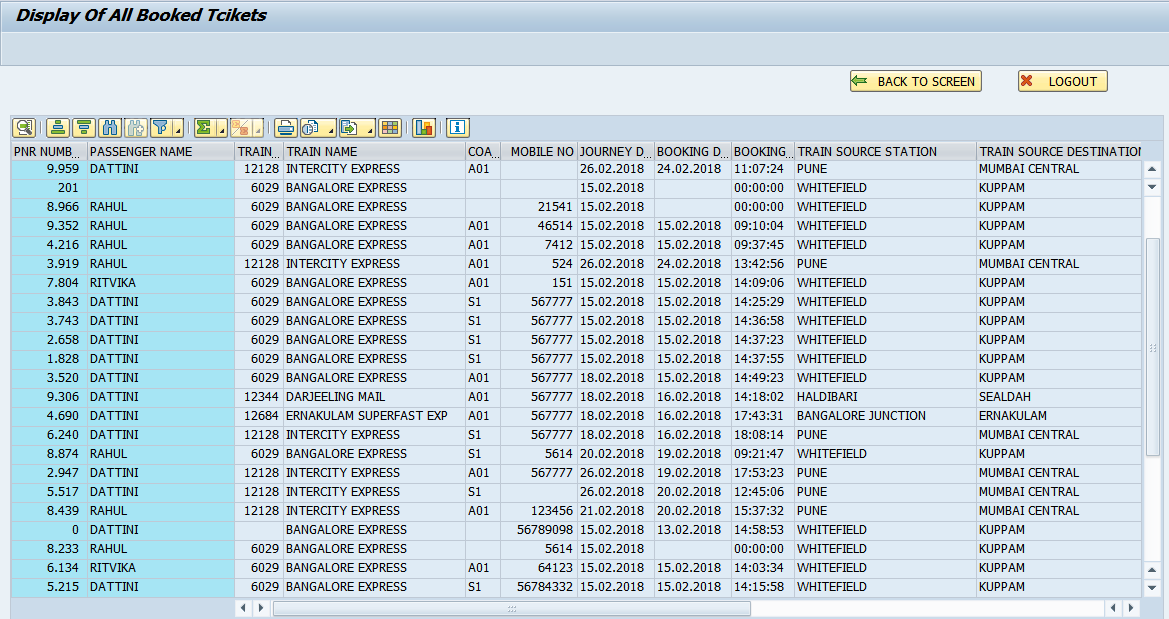 Display Of All Booked Tcikets
BACK TO SCREEN LOGOUT
PNR NUMB... PASSENGER NAME TRAIN... TRAIN NAME COA... MOBILE NO JOURNEY D... BOOKING D... BOOKING... TRAIN SOURCE STATION TRAIN SOURCE DESTINATION
9.959 DATTINI 12128 INTERCITY EXPRESS A01 26.02.2018 24.02.2018 11:07:24 PUNE MUMBAI CENTRAL
201 6029 BANGALORE EXPRESS 15.02.2018 00:00:00 WHITEFIELD KUPPAM
8.966 RAHUL 6029 BANGALORE EXPRESS 21541 15.02.2018 00:00:00 WHITEFIELD KUPPAM
9.352 RAHUL 6029 BANGALORE EXPRESS A01 46514 15.02.2018 15.02.2018 09:10:04 WHITEFIELD KUPPAM
4.216 RAHUL 6029 BANGALORE EXPRESS A01 7412 15.02.2018 15.02.2018 09:37:45 WHITEFIELD KUPPAM
3.919 RAHUL 12128 INTERCITY EXPRESS A01 524 26.02.2018 24.02.2018 13:42:56 PUNE MUMBAI CENTRAL
7.804 RITVIKA 6029 BANGALORE EXPRESS A01 151 15.02.2018 15.02.2018 14:09:06 WHITEFIELD KUPPAM
3.843 DATTINI 6029 BANGALORE EXPRESS S1 567777 15.02.2018 15.02.2018 14:25:29 WHITEFIELD KUPPAM
3.743 DATTINI 6029 BANGALORE EXPRESS S1 567777 15.02.2018 15.02.2018 14:36:58 WHITEFIELD KUPPAM
2.658 DATTINI 6029 BANGALORE EXPRESS S1 567777 15.02.2018 15.02.2018 14:37:23 WHITEFIELD KUPPAM
1.828 DATTINI 6029 BANGALORE EXPRESS S1 567777 15.02.2018 15.02.2018 14:37:55 WHITEFIELD KUPPAM
3.520 DATTINI 6029 BANGALORE EXPRESS A01 567777 18.02.2018 15.02.2018 14:49:23 WHITEFIELD KUPPAM
9.306 DATTINI 12344 DARJEELING MAIL A01 567777 18.02.2018 16.02.2018 14:18:02 HALDIBARI SEALDAH
4.690 DATTINI 12684 ERNAKULAM SUPERFAST EXP A01 567777 18.02.2018 16.02.2018 17:43:31 BANGALORE JUNCTION ERNAKULAM
6.240 DATTINI 12128 INTERCITY EXPRESS S1 567777 18.02.2018 16.02.2018 18:08:14 PUNE MUMBAI CENTRAL
8.874 RAHUL 6029 BANGALORE EXPRESS S1 5614 20.02.2018 19.02.2018 09:21:47 WHITEFIELD KUPPAM
2.947 DATTINI 12128 INTERCITY EXPRESS A01 567777 26.02.2018 19.02.2018 17:53:23 PUNE MUMBAI CENTRAL
5.517 DATTINI 12128 INTERCITY EXPRESS S1 26.02.2018 20.02.2018 12:45:06 PUNE MUMBAI CENTRAL
8.439 RAHUL 12128 INTERCITY EXPRESS A01 123456 21.02.2018 20.02.2018 15:37:32 PUNE MUMBAI CENTRAL
0 DATTINI BANGALORE EXPRESS 56789098 15.02.2018 13.02.2018 14:58:53 WHITEFIELD KUPPAM
8.233 RAHUL 6029 BANGALORE EXPRESS 5614 15.02.2018 00:00:00 WHITEFIELD KUPPAM
6.134 RITVIKA 6029 BANGALORE EXPRESS A01 64123 15.02.2018 15.02.2018 14:03:34 WHITEFIELD KUPPAM
5.215 DATTINI 6029 BANGALORE EXPRESS S1 56784332 15.02.2018 15.02.2018 14:15:58 WHITEFIELD KUPPAM